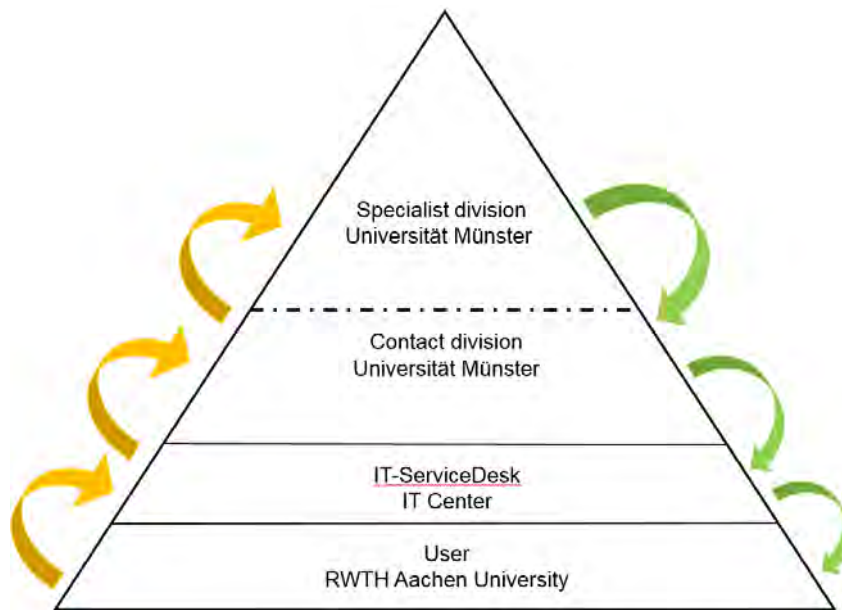 Specialist division
Universität Münster
Contact division
Universität Münster
IT-ServiceDesk
IT Center
User
RWTH Aachen University